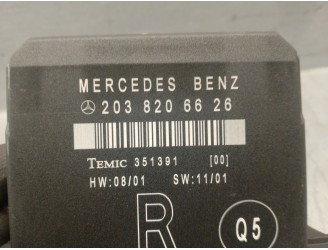 MERCEDES BENZ
203 820 66 26
TEMIC 351391 [00]
HW:08/01 SW:11/01
R Q5